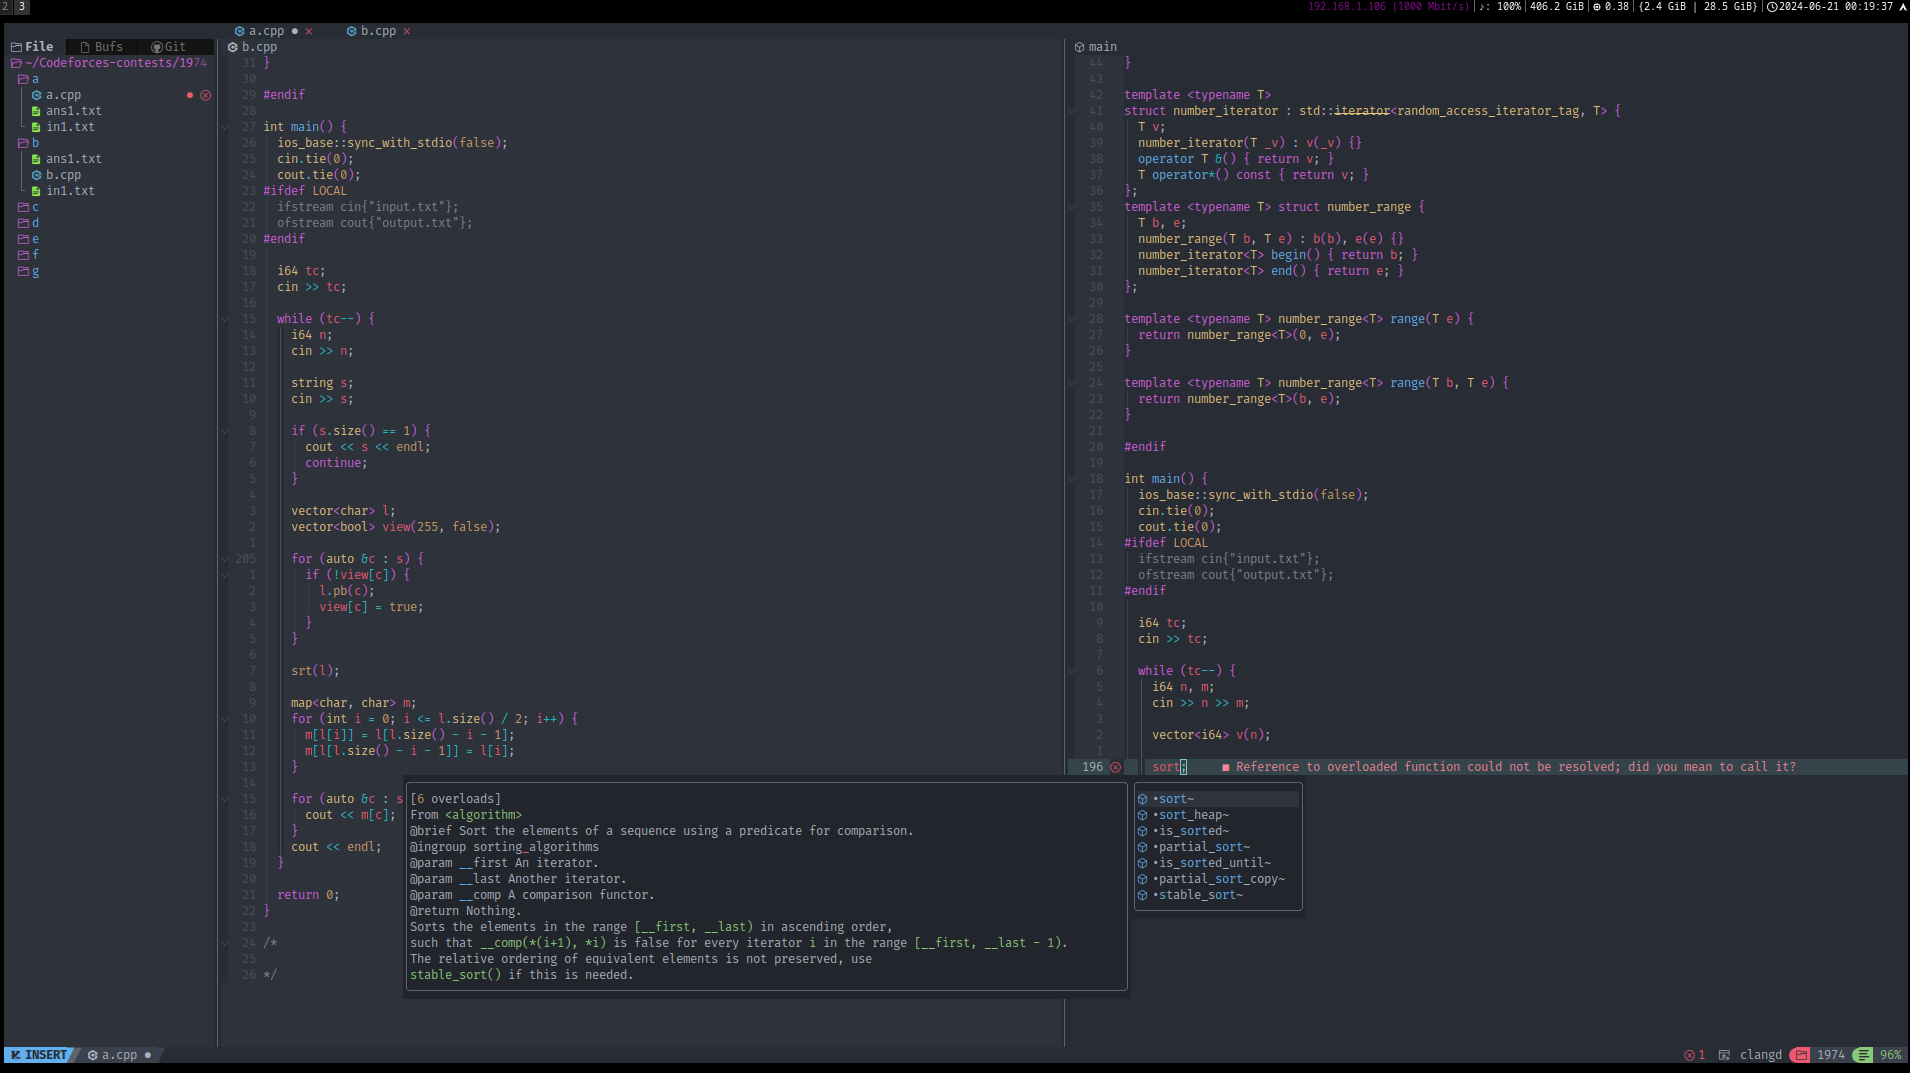 2 3
192.168.1.106 (1000 Mbit/s) ♪: 100% 406.2 GiB 0.38 {2.4 GiB | 28.5 GiB} 2024-06-21 00:19:37
a.cpp ● × b.cpp ×
File Bufs Git
~/Codeforces-contests/1974
a
a.cpp
ans1.txt
in1.txt
b
ans1.txt
b.cpp
in1.txt
c
d
e
f
g
b.cpp
31 }
30
29 #endif
28
27 int main() {
26 ios_base::sync_with_stdio(false);
25 cin.tie(0);
24 cout.tie(0);
23 #ifdef LOCAL
22 ifstream cin{"input.txt"};
21 ofstream cout{"output.txt"};
20 #endif
19
18 i64 tc;
17 cin >> tc;
16
15 while (tc--) {
14 i64 n;
13 cin >> n;
12
11 string s;
10 cin >> s;
9
8 if (s.size() == 1) {
7 cout << s << endl;
6 continue;
5 }
4
3 vector<char> l;
2 vector<bool> view(255, false);
1
205 for (auto &c : s) {
1 if (!view[c]) {
2 l.pb(c);
3 view[c] = true;
4 }
5 }
6
7 srt(l);
8
9 map<char, char> m;
10 for (int i = 0; i <= l.size() / 2; i++) {
11 m[l[i]] = l[l.size() - i - 1];
12 m[l[l.size() - i - 1]] = l[i];
13 }
14
15 for (auto &c : s
16 cout << m[c];
17 }
18 cout << endl;
19 }
20
21 return 0;
22 }
23
24 /*
25
26 */
main
44 }
43
42 template <typename T>
41 struct number_iterator : std::iterator<random_access_iterator_tag, T> {
40 T v;
39 number_iterator(T _v) : v(_v) {}
38 operator T &() { return v; }
37 T operator*() const { return v; }
36 };
35 template <typename T> struct number_range {
34 T b, e;
33 number_range(T b, T e) : b(b), e(e) {}
32 number_iterator<T> begin() { return b; }
31 number_iterator<T> end() { return e; }
30 };
29
28 template <typename T> number_range<T> range(T e) {
27 return number_range<T>(0, e);
26 }
25
24 template <typename T> number_range<T> range(T b, T e) {
23 return number_range<T>(b, e);
22 }
21
20 #endif
19
18 int main() {
17 ios_base::sync_with_stdio(false);
16 cin.tie(0);
15 cout.tie(0);
14 #ifdef LOCAL
13 ifstream cin{"input.txt"};
12 ofstream cout{"output.txt"};
11 #endif
10
9 i64 tc;
8 cin >> tc;
7
6 while (tc--) {
5 i64 n, m;
4 cin >> n >> m;
3
2 vector<i64> v(n);
1
196 sort; ■ Reference to overloaded function could not be resolved; did you mean to call it?
[6 overloads]
From <algorithm>
@brief Sort the elements of a sequence using a predicate for comparison.
@ingroup sorting_algorithms
@param __first An iterator.
@param __last Another iterator.
@param __comp A comparison functor.
@return Nothing.
Sorts the elements in the range [__first, __last) in ascending order,
such that __comp(*(i+1), *i) is false for every iterator i in the range [__first, __last - 1).
The relative ordering of equivalent elements is not preserved, use
stable_sort() if this is needed.
•sort~
•sort_heap~
•is_sorted~
•partial_sort~
•is_sorted_until~
•partial_sort_copy~
•stable_sort~
INSERT a.cpp ●
1 clangd 1974 96%